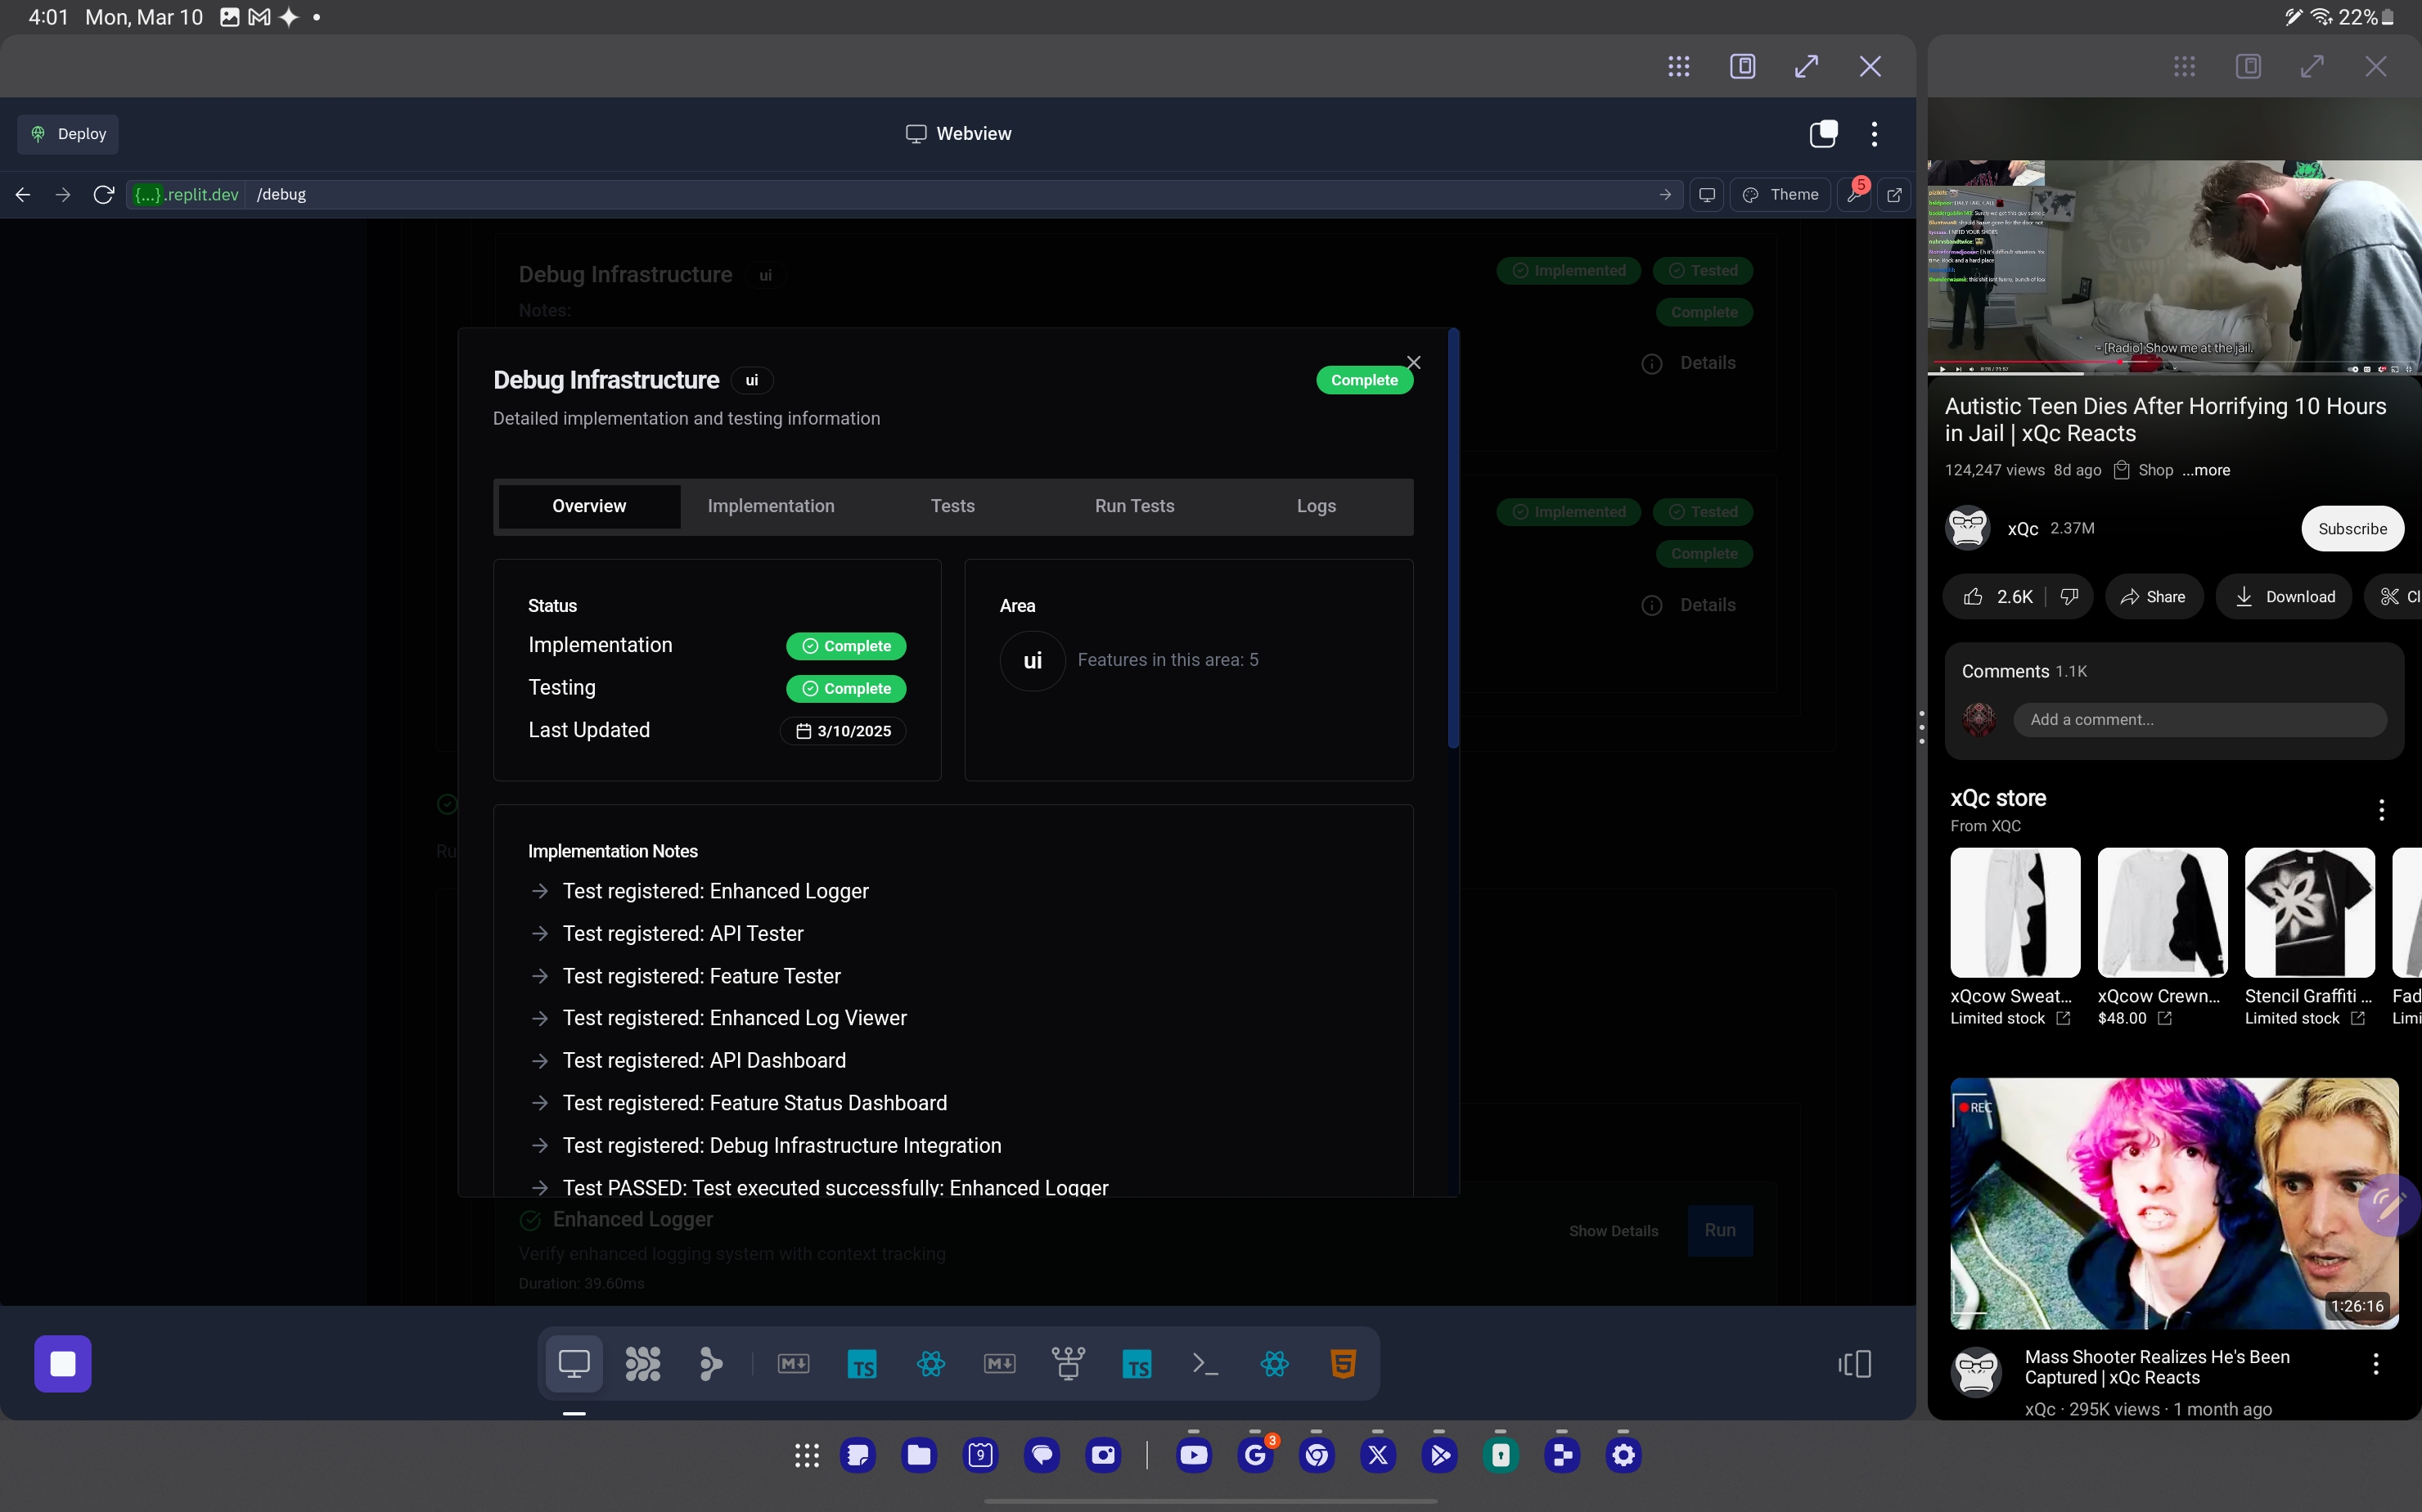 4:01 Mon, Mar 10
22%
Deploy
Webview
{...}.replit.dev /debug
Theme
5
Debug Infrastructure ui
Implemented
Tested
Notes:
Complete
Details
Debug Infrastructure ui
Complete
Detailed implementation and testing information
Overview
Implementation
Tests
Run Tests
Logs
Implemented
Tested
Complete
Details
Status
Implementation
Complete
Testing
Complete
Last Updated
3/10/2025
Area
ui
Features in this area: 5
Ru
Implementation Notes
Test registered: Enhanced Logger
Test registered: API Tester
Test registered: Feature Tester
Test registered: Enhanced Log Viewer
Test registered: API Dashboard
Test registered: Feature Status Dashboard
Test registered: Debug Infrastructure Integration
Test PASSED: Test executed successfully: Enhanced Logger
Enhanced Logger
Show Details
Run
Verify enhanced logging system with context tracking
Duration: 39.60ms
M
TS
M
TS
5
- [Radio] Show me at the jail.
Autistic Teen Dies After Horrifying 10 Hours
in Jail | xQc Reacts
124,247 views 8d ago Shop ...more
xQc 2.37M
Subscribe
2.6K
Share
Download
Cl
Comments 1.1K
Add a comment...
xQc store
From XQC
xQcow Sweat...
Limited stock
xQcow Crewn...
$48.00
Stencil Graffiti ...
Limited stock
Fad
Limi
REC
1:26:16
Mass Shooter Realizes He's Been
Captured | xQc Reacts
xQc · 295K views · 1 month ago
9
G
3
X